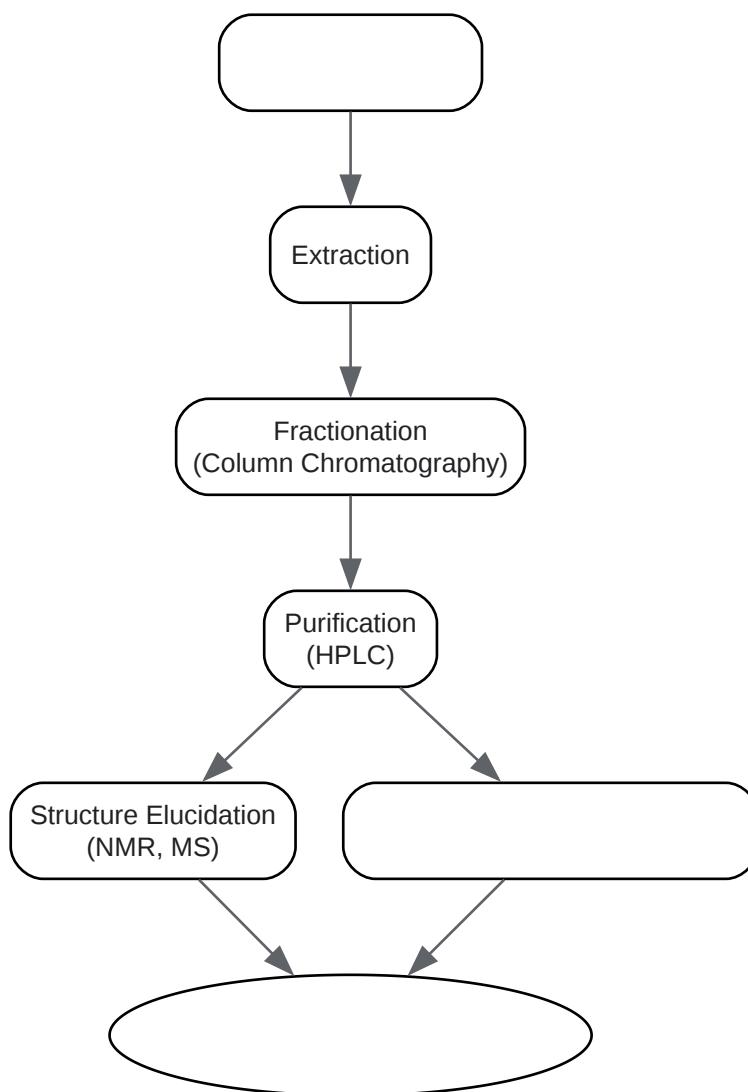 Extraction
Fractionation
(Column Chromatography)
Purification
(HPLC)
Structure Elucidation
(NMR, MS)